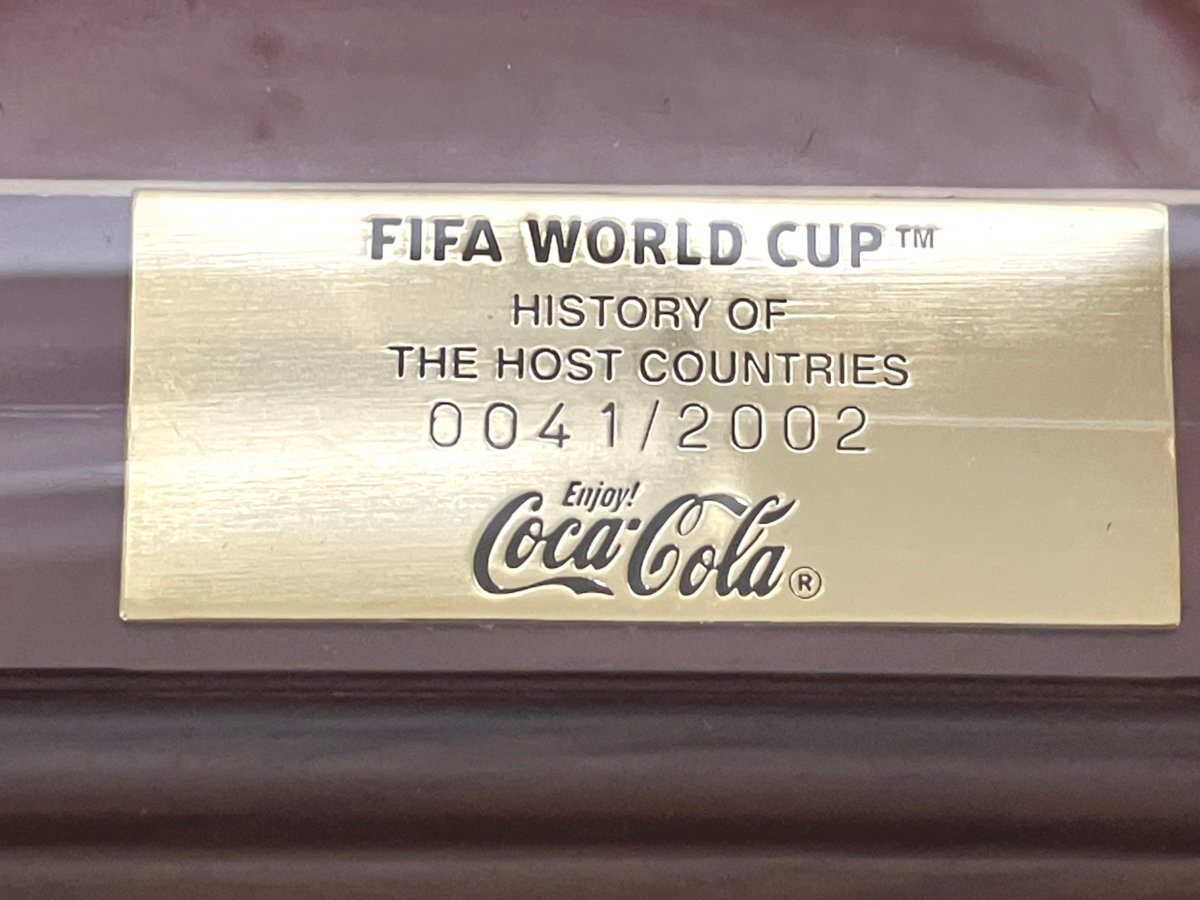 FIFA WORLD CUP™
HISTORY OF
THE HOST COUNTRIES
0041/2002
Enjoy!
Coca-Cola®